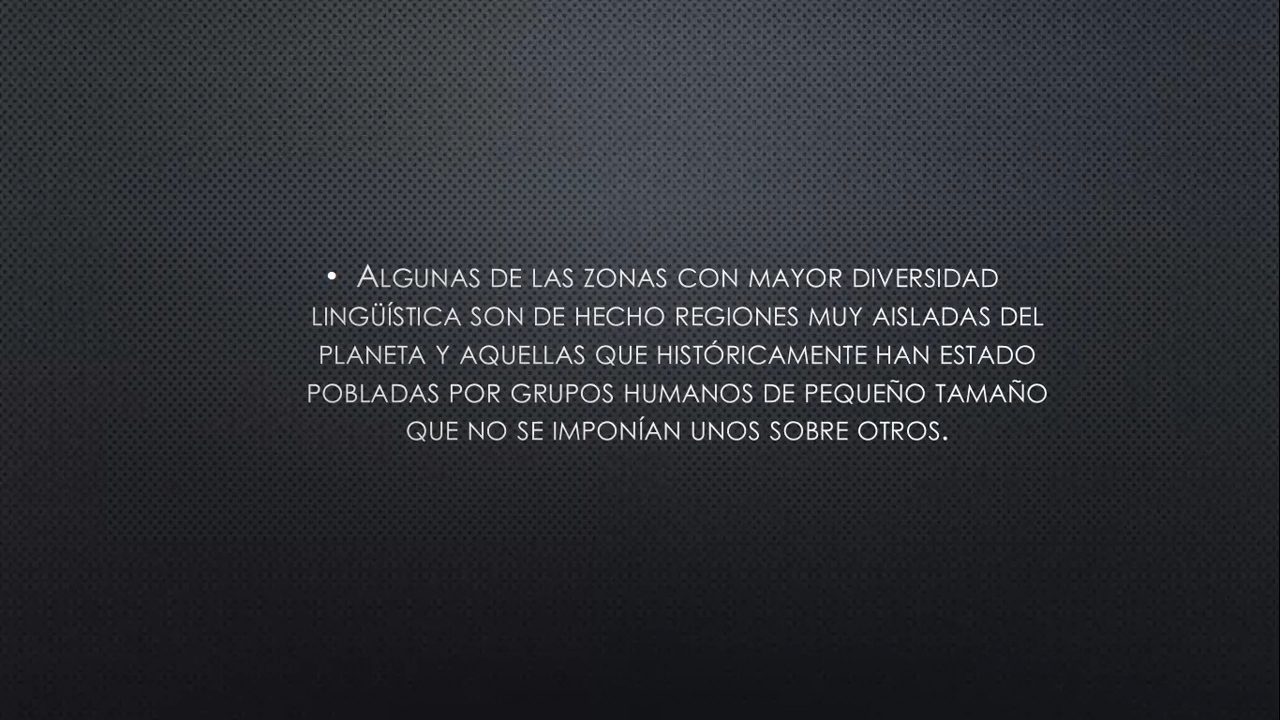 • Algunas de las zonas con mayor diversidad
lingüística son de hecho regiones muy aisladas del
planeta y aquellas que históricamente han estado
pobladas por grupos humanos de pequeño tamaño
que no se imponían unos sobre otros.